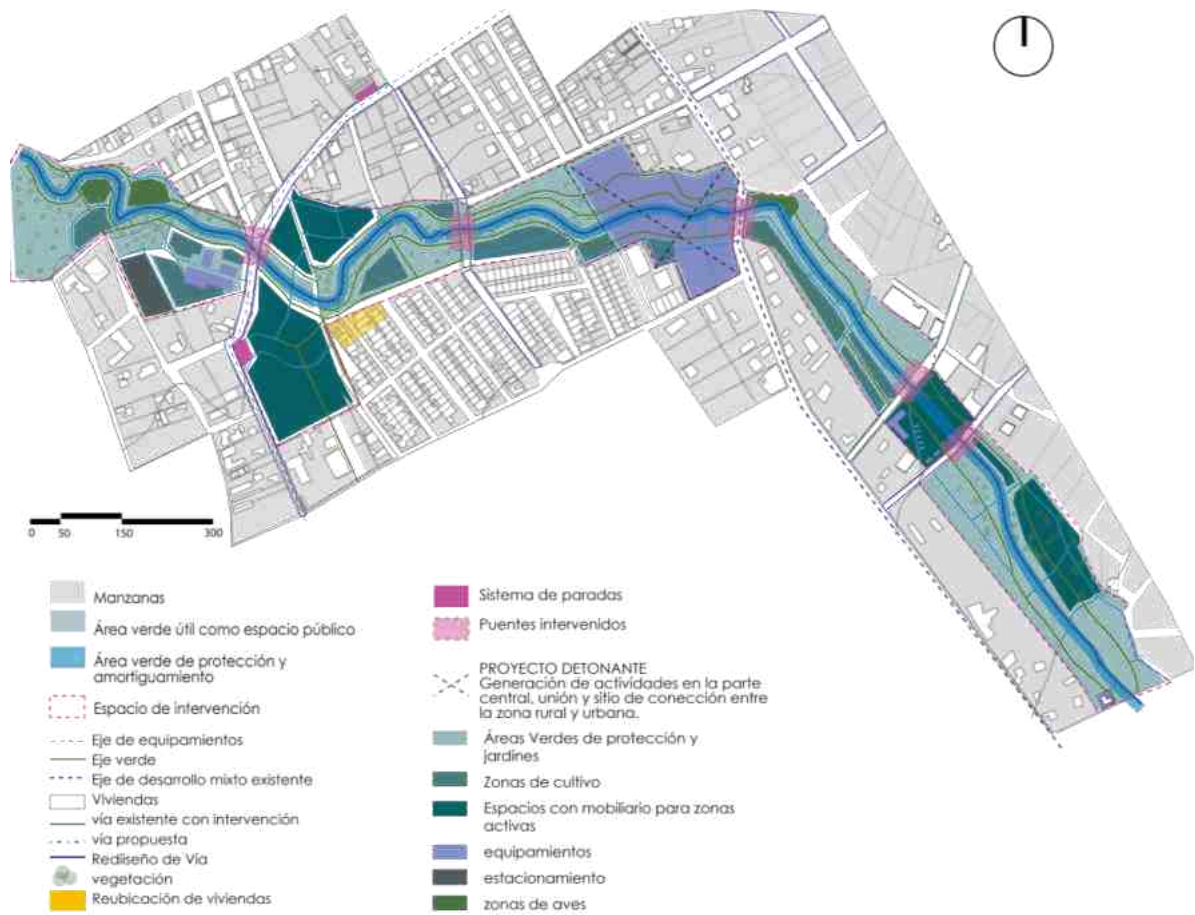 0 50 150 300
Manzanas
Área verde útil como espacio público
Área verde de protección y
amortiguamiento
Espacio de intervención
Eje de equipamientos
Eje verde
Eje de desarrollo mixto existente
Viviendas
vía existente con intervención
vía propuesta
Rediiseño de Vía
vegetación
Reubicación de viviendas
Sistema de paradas
Puentes intervenidos
PROYECTO DETONANTE
Generación de actividades en la parte
central, unión y sitio de conección entre
la zona rural y urbana.
Áreas Verdes de protección y
jardines
Zonas de cultivo
Espacios con mobiliario para zonas
activas
equipamientos
estacionamiento
zonas de aves